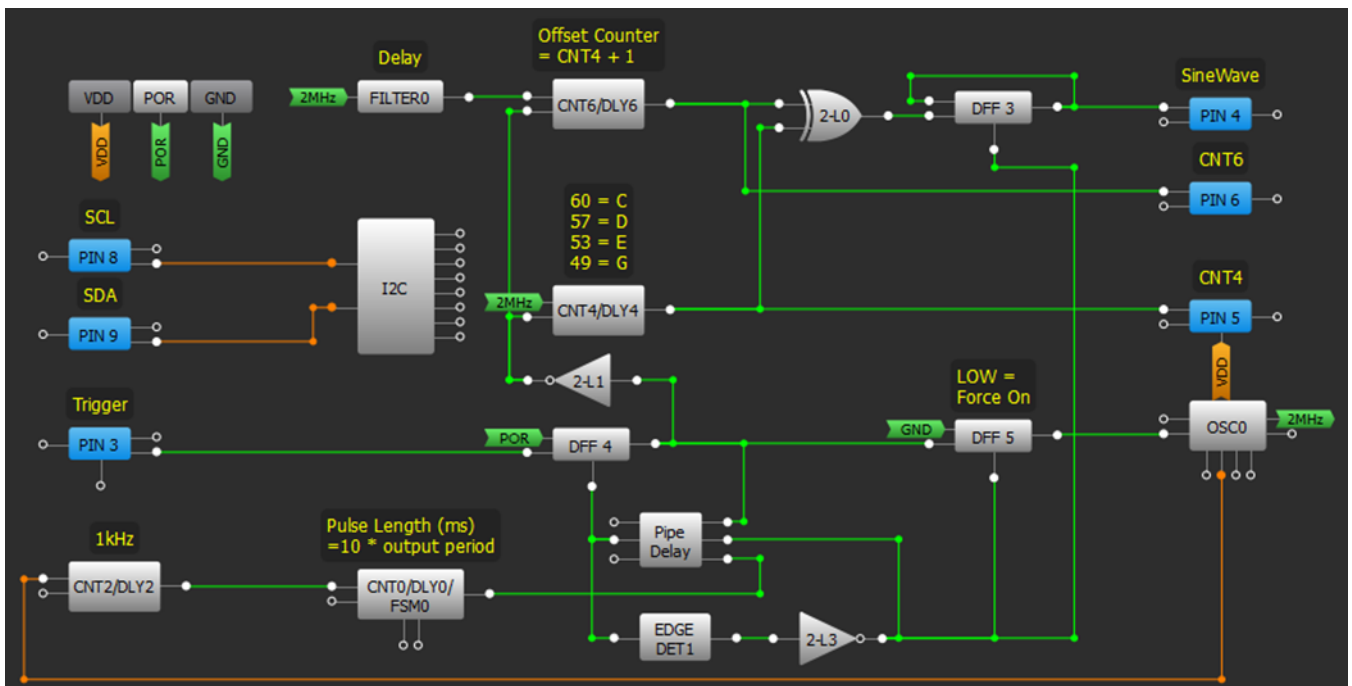 Offset Counter
= CNT4 + 1
Delay
SineWave
VDD
POR
GND
2MHz
FILTER0
CNT6/DLY6
2-L0
DFF 3
PIN 4
VDD
POR
GND
CNT6
PIN 6
60 = C
57 = D
53 = E
49 = G
SCL
PIN 8
I2C
SDA
PIN 9
2MHz
CNT4/DLY4
CNT4
PIN 5
VDD
2-L1
LOW =
Force On
Trigger
PIN 3
POR
DFF 4
GND
DFF 5
OSC0
2MHz
Pipe
Delay
1kHz
CNT2/DLY2
Pulse Length (ms)
=10 * output period
CNT0/DLY0/
FSM0
EDGE
DET1
2-L3